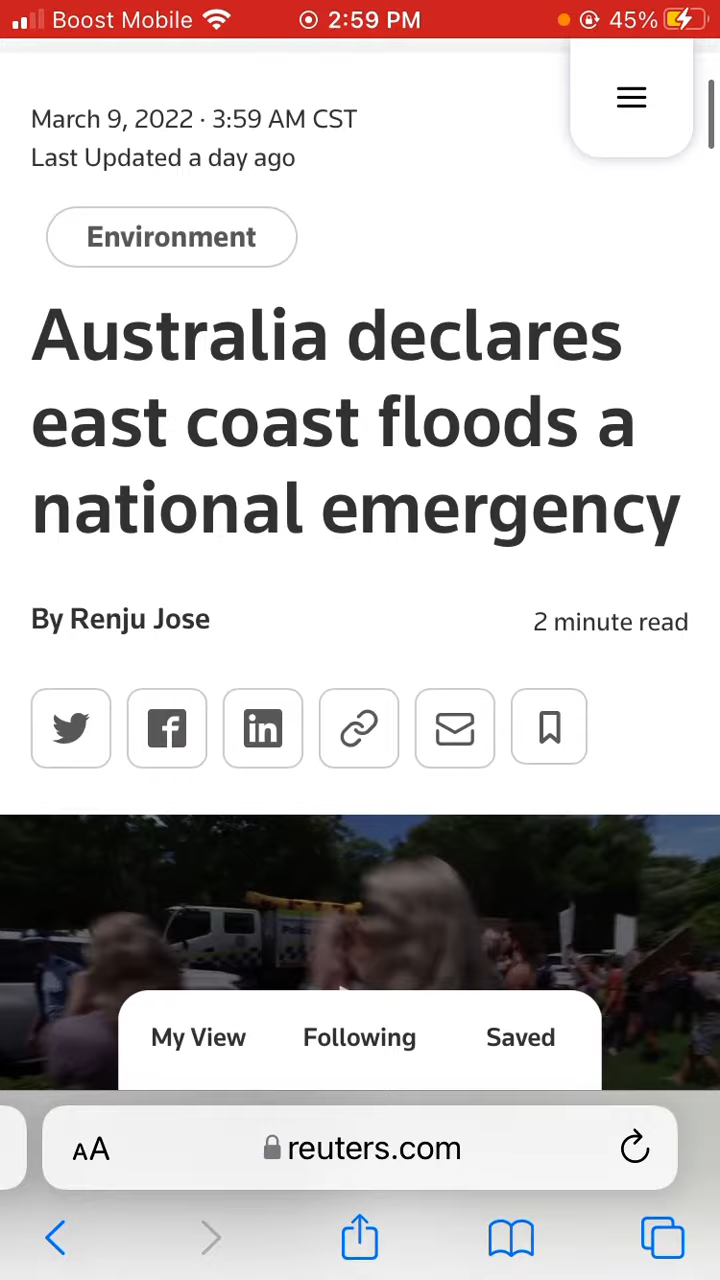 Boost Mobile 2:59 PM 45%
March 9, 2022 · 3:59 AM CST
Last Updated a day ago
Environment
Australia declares
east coast floods a
national emergency
By Renju Jose 2 minute read
Police
My View Following Saved
AA reuters.com